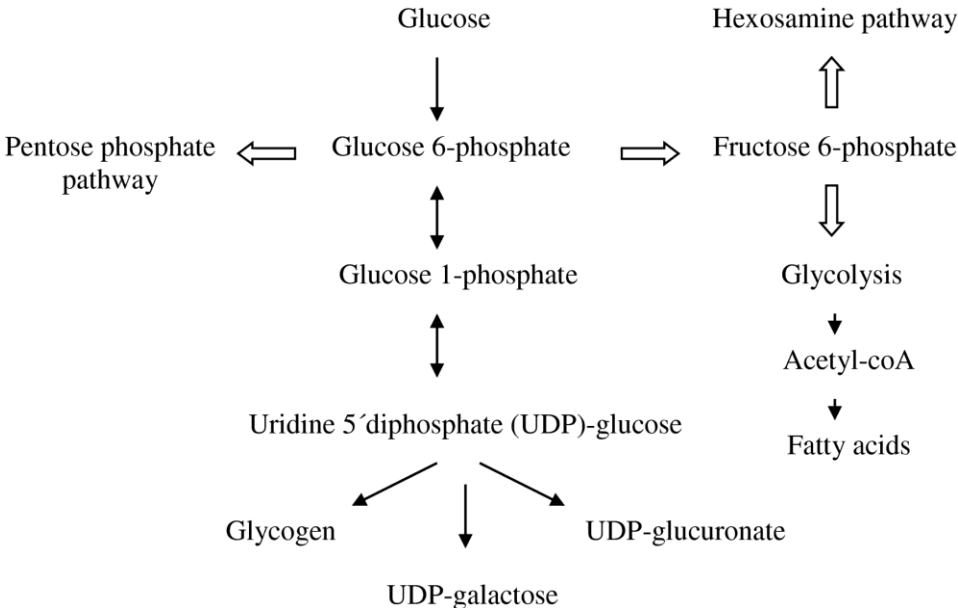 Glucose
Hexosamine pathway
Pentose phosphate
pathway
Glucose 6-phosphate
Fructose 6-phosphate
Glucose 1-phosphate
Glycolysis
Acetyl-coA
Uridine 5´diphosphate (UDP)-glucose
Fatty acids
Glycogen
UDP-glucuronate
UDP-galactose